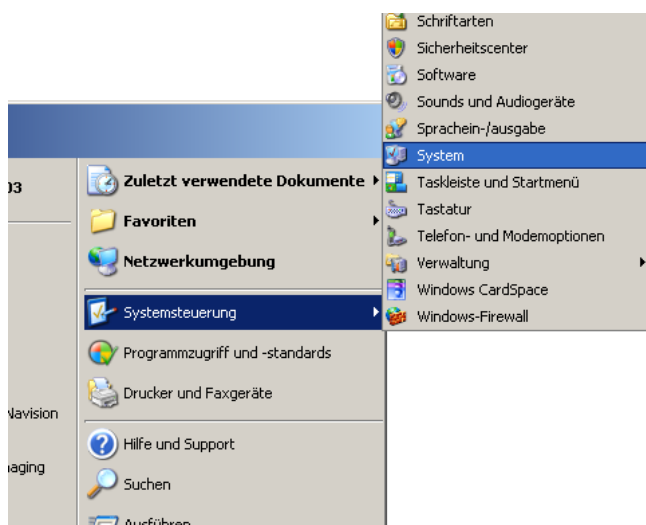 Schriftarten
Sicherheitscenter
Software
Sounds und Audiogeräte
Sprachein-/ausgabe
System
Taskleiste und Startmenü
Tastatur
Telefon- und Modemoptionen
Verwaltung
Windows CardSpace
Windows-Firewall
03
Zuletzt verwendete Dokumente
Favoriten
Netzwerkumgebung
Systemsteuerung
Programmzugriff und -standards
Drucker und Faxgeräte
Navision
Hilfe und Support
aging
Suchen
Ausführen